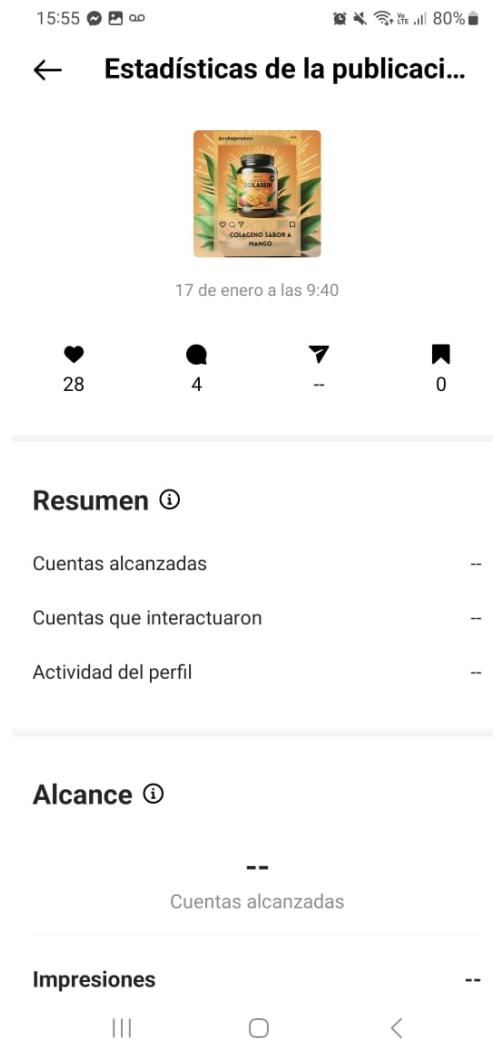 15:55
80%
Estadísticas de la publicaci...
COLAGENO SABOR A
MANGO
17 de enero a las 9:40
28 4 -- 0
Resumen
Cuentas alcanzadas --
Cuentas que interactuaron --
Actividad del perfil --
Alcance
--
Cuentas alcanzadas
Impresiones --